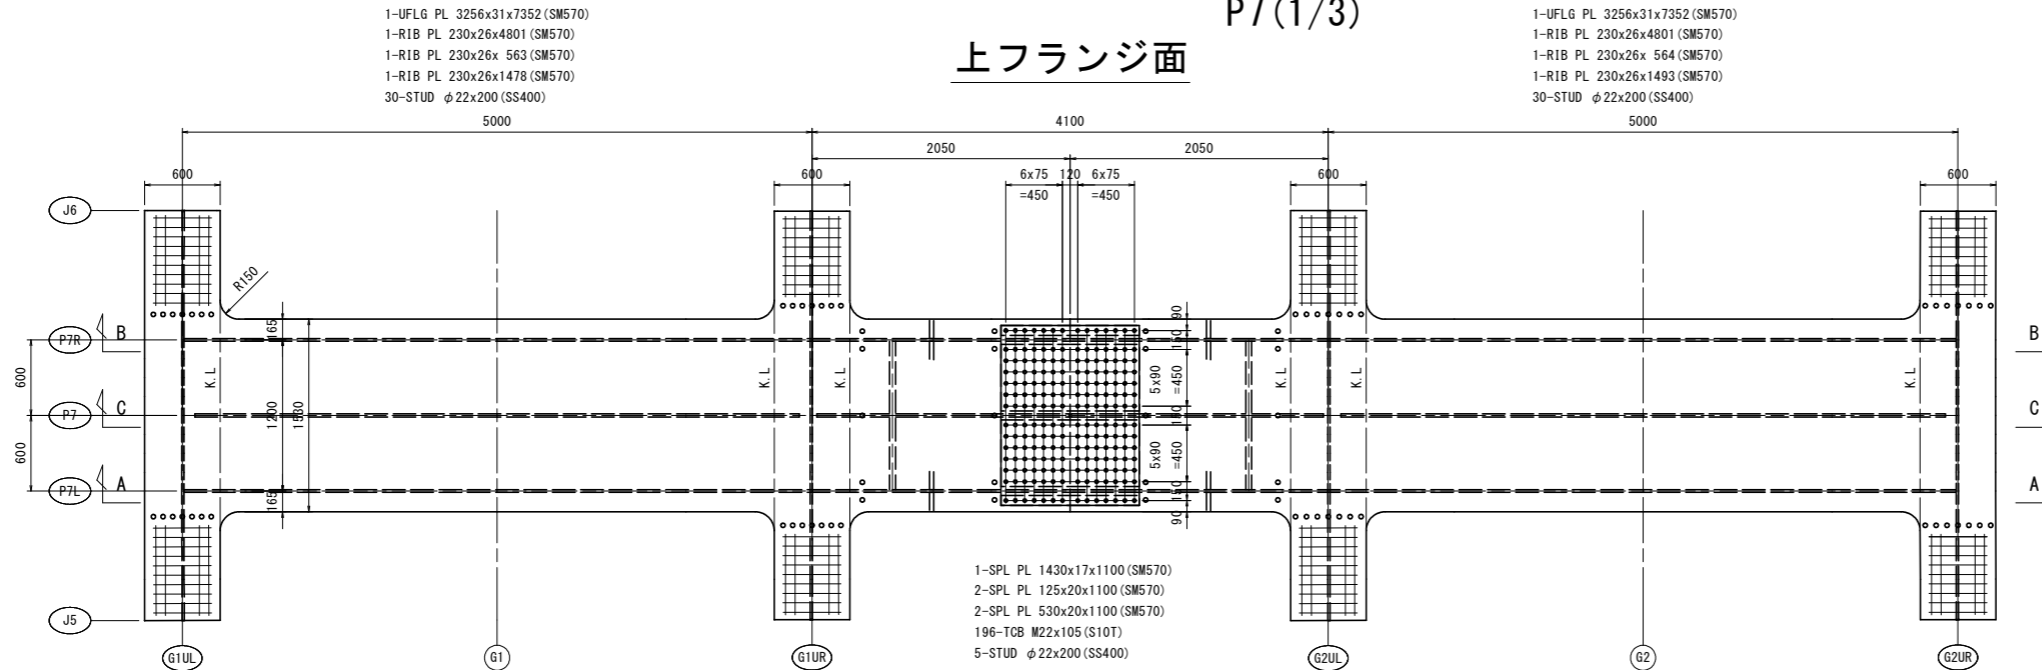 P7(1/3)
上フランジ面
1-UFLG PL 3256x31x7352(SM570)
1-RIB PL 230x26x4801(SM570)
1-RIB PL 230x26x 563(SM570)
1-RIB PL 230x26x1478(SM570)
30-STUD φ22x200(SS400)
1-UFLG PL 3256x31x7352(SM570)
1-RIB PL 230x26x4801(SM570)
1-RIB PL 230x26x 564(SM570)
1-RIB PL 230x26x1493(SM570)
30-STUD φ22x200(SS400)
5000
4100
5000
2050
2050
600
600
6x75 120 6x75
=450 =450
600
600
J6
R150
165
90
P7R
B
150
B
600
K.L
K.L
K.L
5x90
=450
K.L
K.L
K.L
P7
C
1200
1530
C
600
5x90
=450
P7L
A
A
165
90
J5
1-SPL PL 1430x17x1100(SM570)
2-SPL PL 125x20x1100(SM570)
2-SPL PL 530x20x1100(SM570)
196-TCB M22x105(S10T)
5-STUD φ22x200(SS400)
G1UL
G1
G1UR
G2UL
G2
G2UR